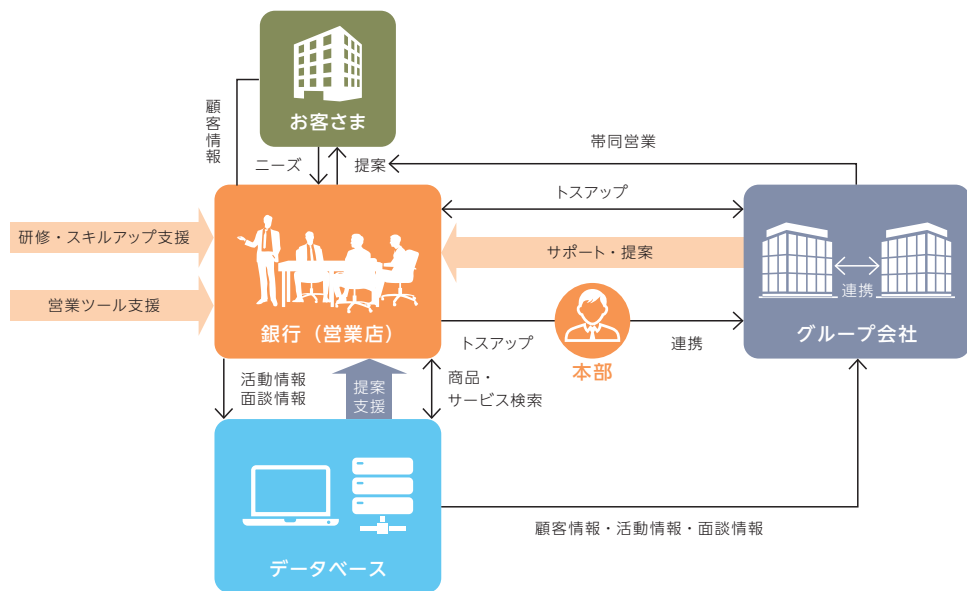 お客さま
顧客情報
ニーズ
提案
帯同営業
トスアップ
研修・スキルアップ支援
サポート・提案
連携
営業ツール支援
銀行（営業店）
グループ会社
トスアップ
連携
本部
活動情報
面談情報
提案
支援
商品・
サービス検索
顧客情報・活動情報・面談情報
データベース